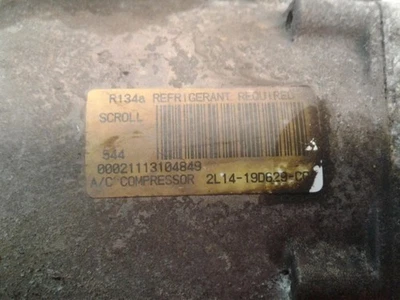 R134a REFRIGERANT REQUIRED
SCROLL
544
00021113104849
A/C COMPRESSOR 2L14-19D629-CF